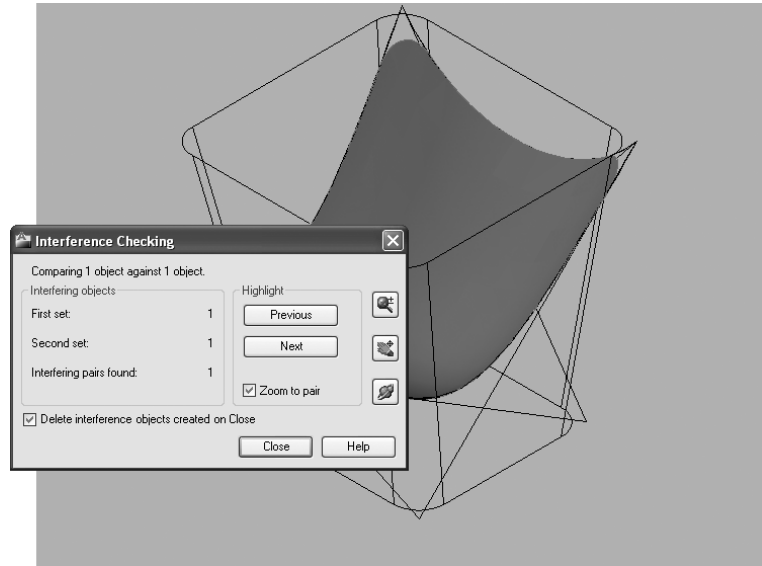 Interference Checking
Comparing 1 object against 1 object.
Interfering objects
First set: 1
Second set: 1
Interfering pairs found: 1
Highlight
Previous
Next
Zoom to pair
Delete interference objects created on Close
Close
Help